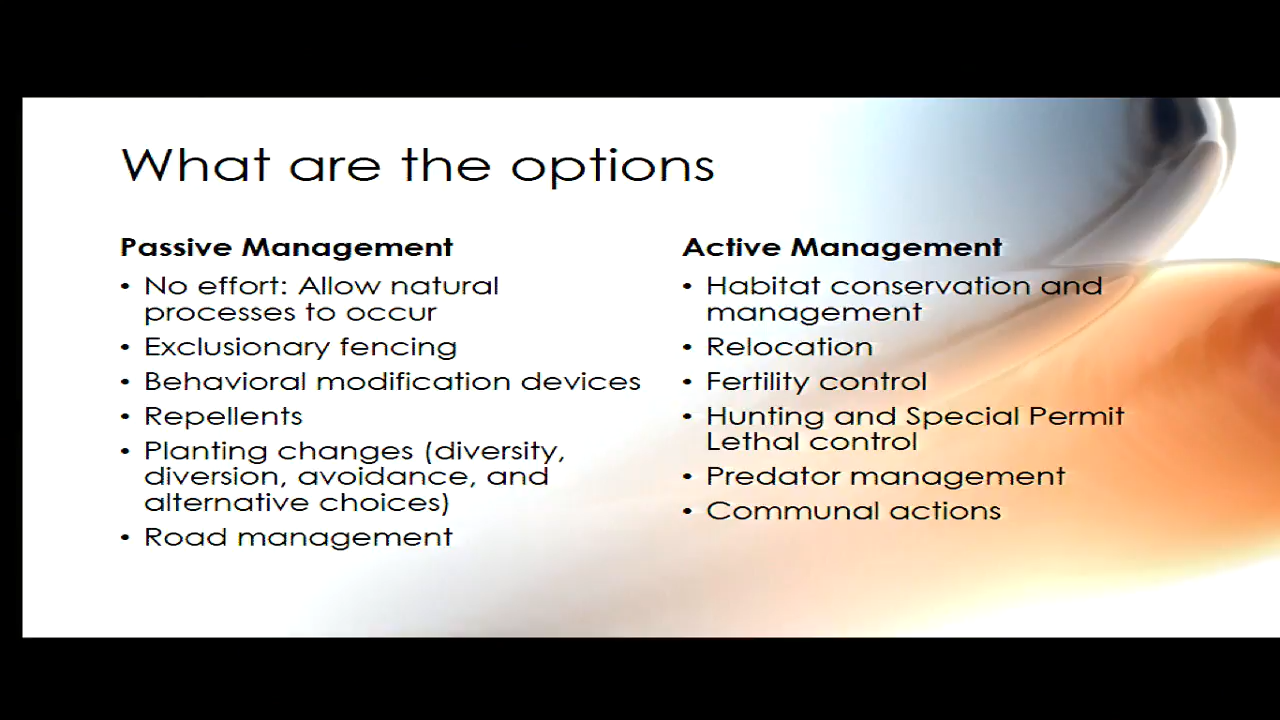 What are the options
Passive Management
• No effort: Allow natural
processes to occur
• Exclusionary fencing
• Behavioral modification devices
• Repellents
• Planting changes (diversity,
diversion, avoidance, and
alternative choices)
• Road management
Active Management
• Habitat conservation and
management
• Relocation
• Fertility control
• Hunting and Special Permit
Lethal control
• Predator management
• Communal actions